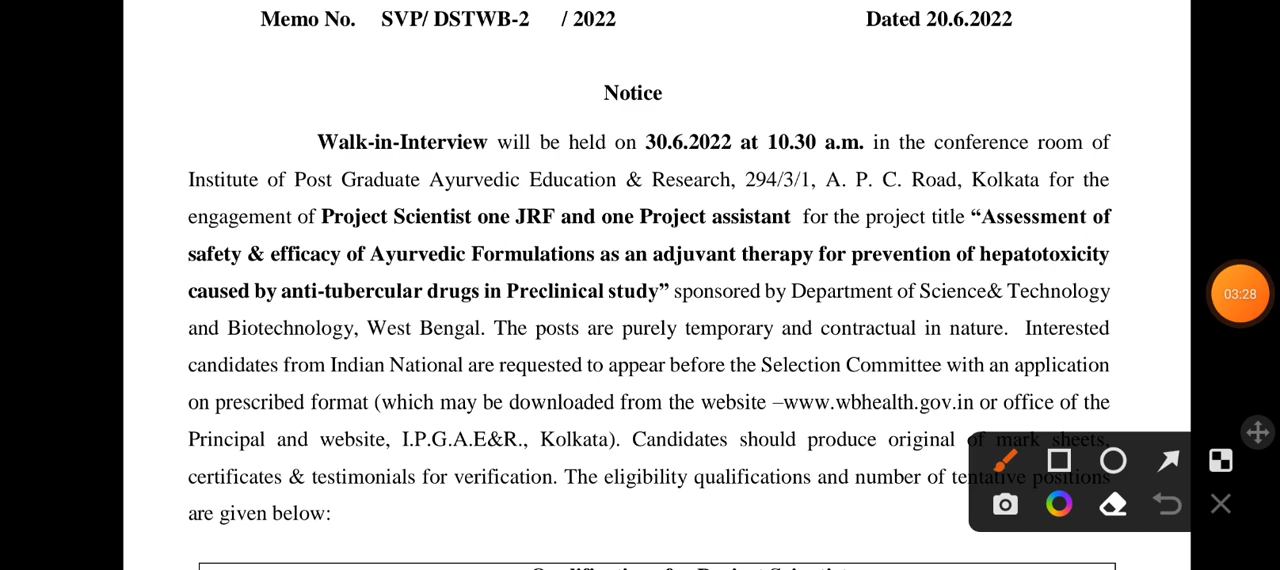 Memo No. SVP/ DSTWB-2 / 2022 Dated 20.6.2022
Notice
Walk-in-Interview will be held on 30.6.2022 at 10.30 a.m. in the conference room of
Institute of Post Graduate Ayurvedic Education & Research, 294/3/1, A. P. C. Road, Kolkata for the
engagement of Project Scientist one JRF and one Project assistant for the project title “Assessment of
safety & efficacy of Ayurvedic Formulations as an adjuvant therapy for prevention of hepatotoxicity
caused by anti-tubercular drugs in Preclinical study” sponsored by Department of Science& Technology
and Biotechnology, West Bengal. The posts are purely temporary and contractual in nature. Interested
candidates from Indian National are requested to appear before the Selection Committee with an application
on prescribed format (which may be downloaded from the website –www.wbhealth.gov.in or office of the
Principal and website, I.P.G.A.E&R., Kolkata). Candidates should produce original of mark sheets,
certificates & testimonials for verification. The eligibility qualifications and number of tentative positions
are given below:
03:28